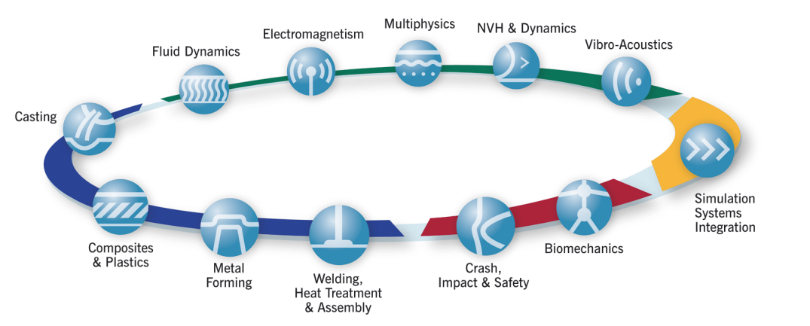 Multiphysics
NVH & Dynamics
Electromagnetism
Vibro-Acoustics
Fluid Dynamics
Casting
Simulation
Systems
Integration
Composites
& Plastics
Metal
Forming
Welding,
Heat Treatment
& Assembly
Crash,
Impact & Safety
Biomechanics